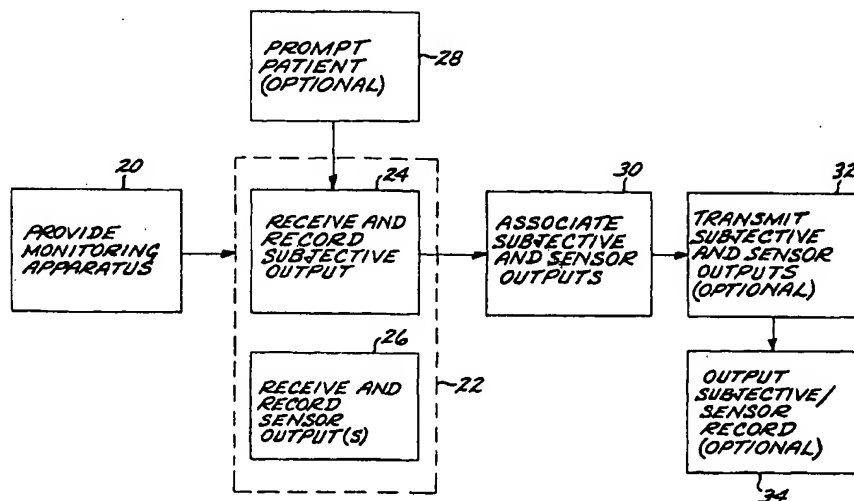 PROMPT
PATIENT
(OPTIONAL)
28
20
PROVIDE
MONITORING
APPARATUS
24
RECEIVE AND
RECORD
SUBJECTIVE
OUTPUT
26
RECEIVE AND
RECORD
SENSOR
OUTPUT(S)
22
30
ASSOCIATE
SUBJECTIVE
AND SENSOR
OUTPUTS
32
TRANSMIT
SUBJECTIVE
AND SENSOR
OUTPUTS
(OPTIONAL)
OUTPUT
SUBJECTIVE/
SENSOR
RECORD
(OPTIONAL)
34